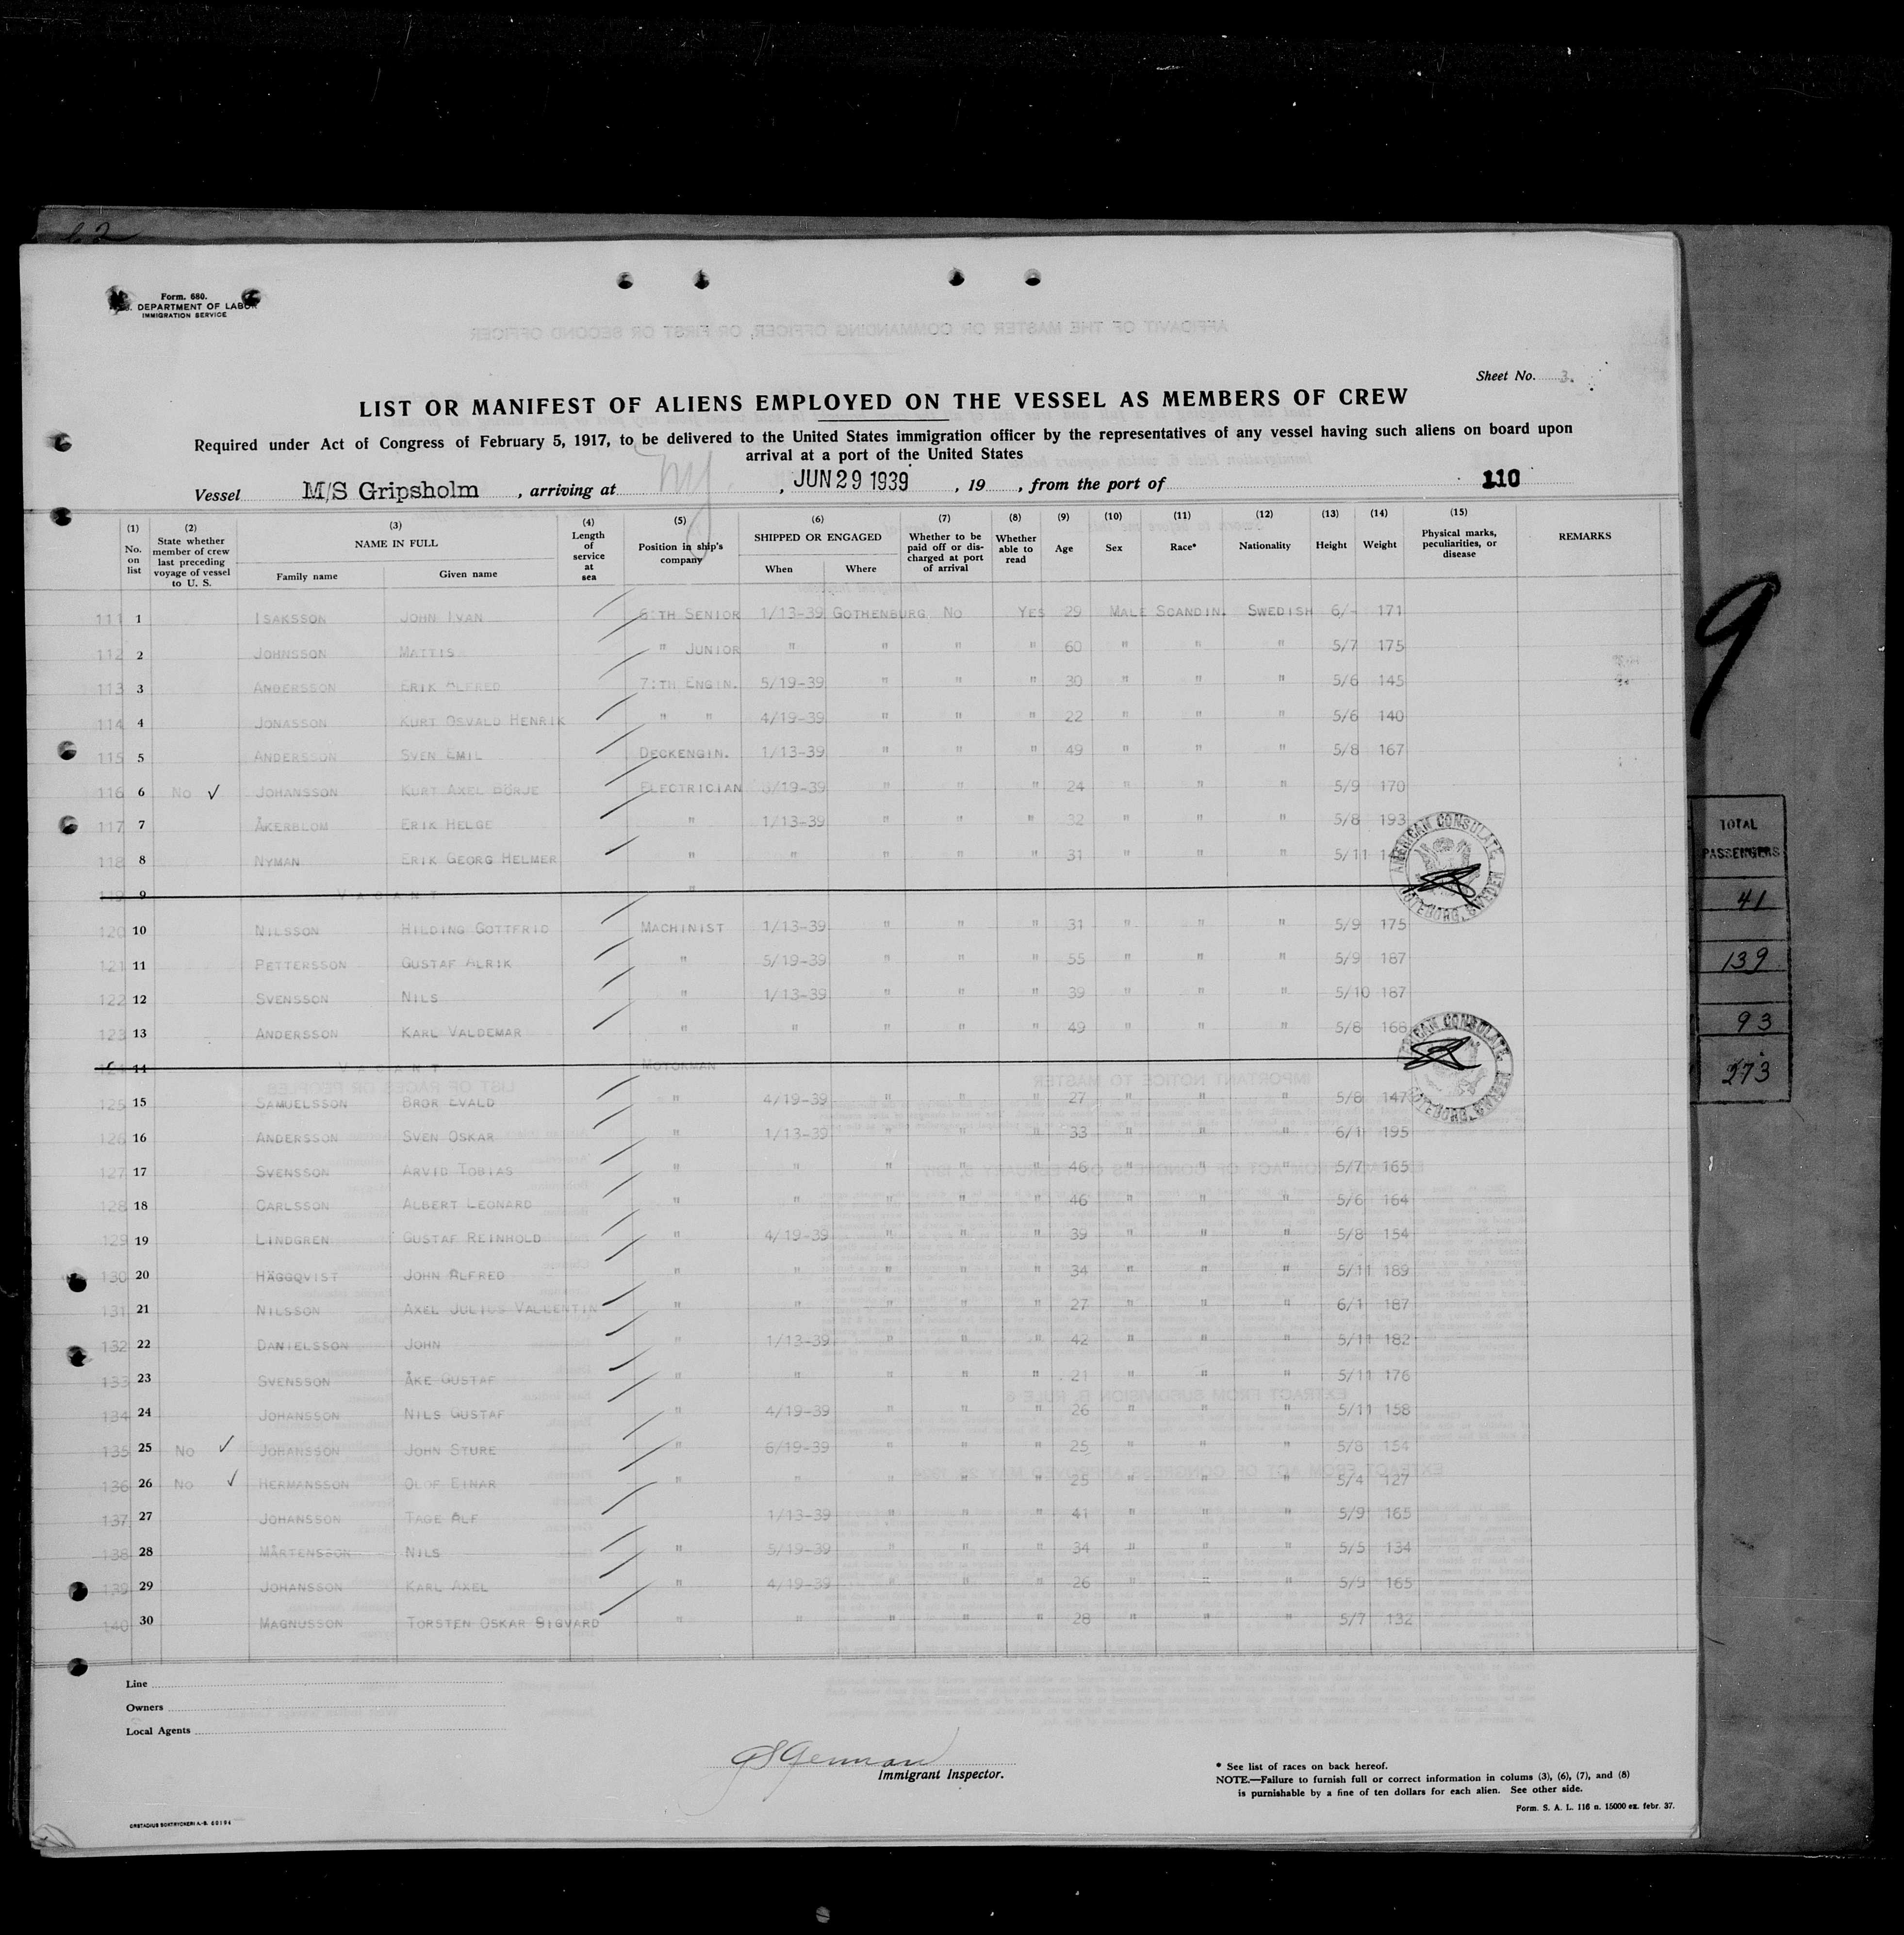 Form. 680.
U.S. DEPARTMENT OF LABOR
IMMIGRATION SERVICE
Sheet No. 3.
LIST OR MANIFEST OF ALIENS EMPLOYED ON THE VESSEL AS MEMBERS OF CREW
Required under Act of Congress of February 5, 1917, to be delivered to the United States immigration officer by the representatives of any vessel having such aliens on board upon
arrival at a port of the United States
Vessel M/S Gripsholm , arriving at NY. , JUN 29 1939 , 19 , from the port of 110
(1) No. on list (2) State whether member of crew last preceding voyage of vessel to U. S. (3) NAME IN FULL Family name Given name (4) Length of service at sea (5) Position in ship's company (6) SHIPPED OR ENGAGED When Where (7) Whether to be paid off or discharged at port of arrival (8) Whether able to read (9) Age (10) Sex (11) Race* (12) Nationality (13) Height (14) Weight (15) Physical marks, peculiarities, or disease REMARKS
111 1 ISAKSSON JOHN IVAN 6:TH SENIOR 1/13-39 GOTHENBURG NO YES 29 MALE SCANDIN. SWEDISH 6/- 171
112 2 JOHNSSON MATTIS " JUNIOR " " " " 60 " " " 5/7 175
113 3 ANDERSSON ERIK ALFRED 7:TH ENGIN. 5/19-39 " " " 30 " " " 5/6 145
114 4 JONASSON KURT OSVALD HENRIK " " 4/19-39 " " " 22 " " " 5/6 140
115 5 ANDERSSON SVEN EMIL DECKENGIN. 1/13-39 " " " 49 " " " 5/8 167
116 6 NO ✓ JOHANSSON KURT AXEL BÖRJE ELECTRICIAN 6/19-39 " " " 24 " " " 5/9 170
117 7 ÅKERBLOM ERIK HELGE " 1/13-39 " " " 32 " " " 5/8 193
118 8 NYMAN ERIK GEORG HELMER " " " " " 31 " " " 5/11
119 9 VACANT "
AMERICAN CONSULATE GOTEBORG, SWEDEN
120 10 NILSSON HILDING GOTTFRID MACHINIST 1/13-39 " " " 31 " " " 5/9 175
121 11 PETTERSSON GUSTAF ALRIK " 5/19-39 " " " 55 " " " 5/9 187
122 12 SVENSSON NILS " 1/13-39 " " " 39 " " " 5/10 187
123 13 ANDERSSON KARL VALDEMAR " " " " " 49 " " " 5/8 168
124 14 VACANT MOTORMAN
AMERICAN CONSULATE GOTEBORG, SWEDEN
125 15 SAMUELSSON BROR EVALD " 4/19-39 " " " 27 " " " 5/8 147
126 16 ANDERSSON SVEN OSKAR " 1/13-39 " " " 33 " " " 6/1 195
127 17 SVENSSON ARVID TOBIAS " " " " " 46 " " " 5/7 165
128 18 CARLSSON ALBERT LEONARD " " " " " 46 " " " 5/6 164
129 19 LINDGREN GUSTAF REINHOLD " 4/19-39 " " " 39 " " " 5/8 154
130 20 HÄGGQVIST JOHN ALFRED " " " " " 34 " " " 5/11 189
131 21 NILSSON AXEL JULIUS VALLENTIN " " " " " 27 " " " 6/1 187
132 22 DANIELSSON JOHN " 1/13-39 " " " 42 " " " 5/11 182
133 23 SVENSSON ÅKE GUSTAF " " " " " 21 " " " 5/11 176
134 24 JOHANSSON NILS GUSTAF " 4/19-39 " " " 26 " " " 5/11 158
135 25 NO ✓ JOHANSSON JOHN STURE " 6/19-39 " " " 25 " " " 5/8 154
136 26 NO ✓ HERMANSSON OLOF EINAR " " " " " 25 " " " 5/4 127
137 27 JOHANSSON TAGE ALF 1/13-39 " " " 41 " " " 5/9 165
138 28 MÅRTENSSON NILS " 5/19-39 " " " 34 " " " 5/5 134
139 29 JOHANSSON KARL AXEL " 4/19-39 " " " 26 " " " 5/9 165
140 30 MAGNUSSON TORSTEN OSKAR SIGVARD " " " " " 28 " " " 5/7 132
Line
Owners
Local Agents
Immigrant Inspector.
* See list of races on back hereof.
NOTE.—Failure to furnish full or correct information in colums (3), (6), (7), and (8)
is purnishable by a fine of ten dollars for each alien. See other side.
Form. S. A. L. 116 n. 15000 ex. febr. 37.
9
TOTAL
PASSENGERS
41
139
93
273